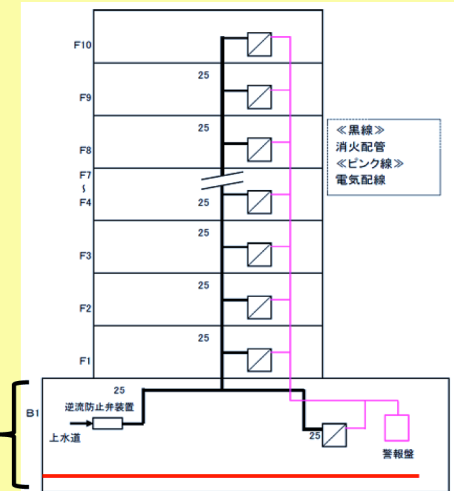 F10
25
F9
25
F8
F7
~
F4
25
25
F3
25
F2
25
F1
≪黒線≫
消火配管
≪ピンク線≫
電気配線
B1
25
逆流防止弁装置
上水道
25
警報盤